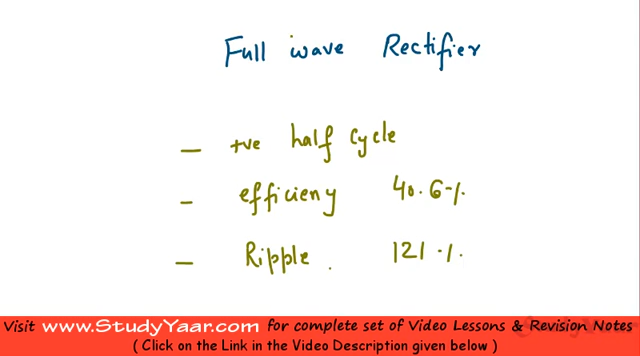 Full wave Rectifier
– +ve half cycle
– efficieny 40.6%
– Ripple. 121%.
Visit www.StudyYaar.com for complete set of Video Lessons & Revision Notes
( Click on the Link in the Video Description given below )